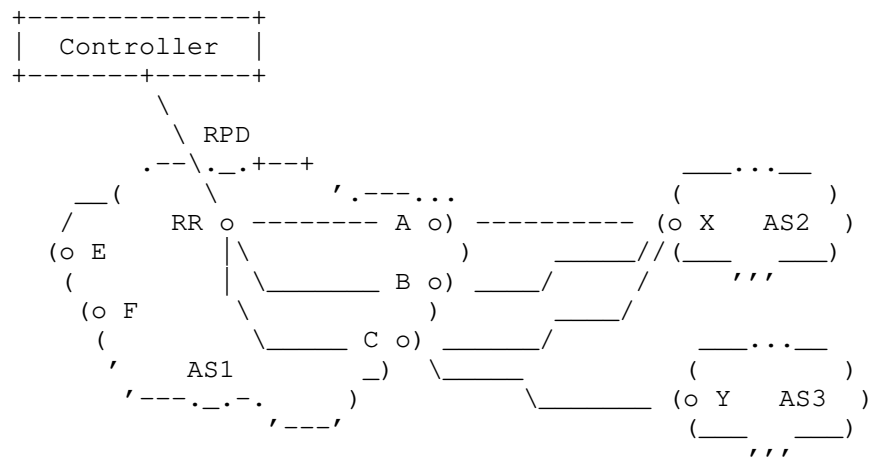 Controller
RPD
RR o A o) (o X AS2
(o E
B o)
(o F
C o)
AS1
(o Y AS3